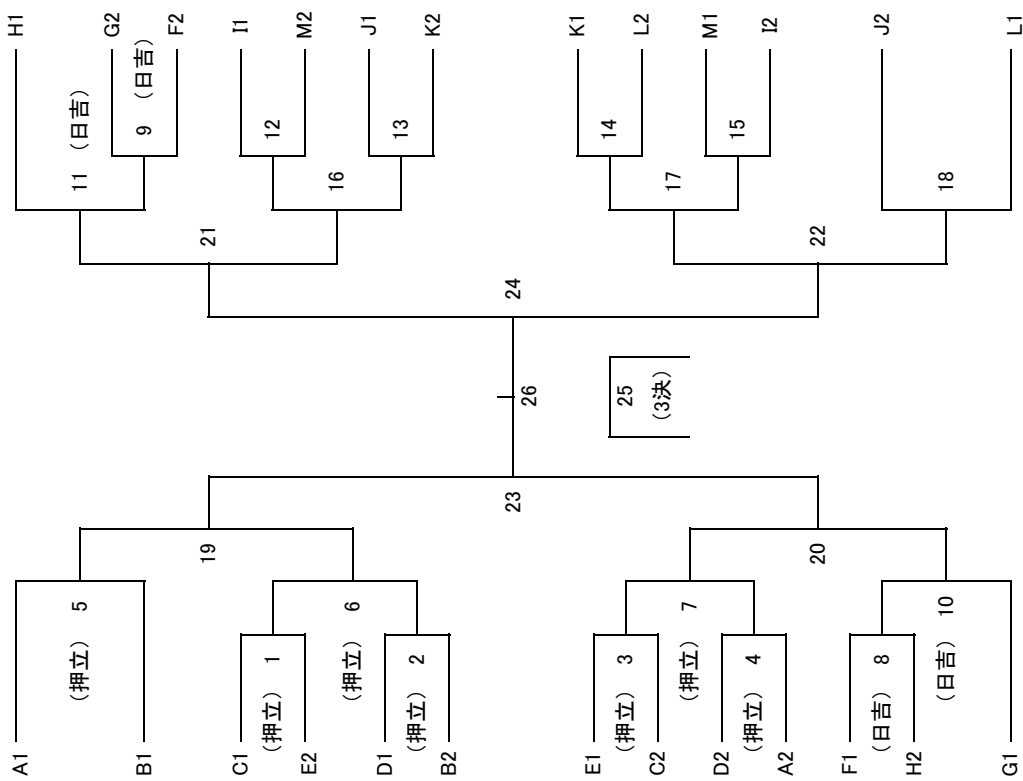 H1
G2
F2
I1
M2
J1
K2
K1
L2
M1
I2
J2
L1
(日吉)
(日吉)
9
11
12
13
14
15
16
17
18
21
22
24
26
25
(3決)
23
19
20
5
(押立)
6
(押立)
7
(押立)
10
(日吉)
1
(押立)
2
(押立)
3
(押立)
4
(押立)
8
(日吉)
A1
B1
C1
E2
D1
B2
E1
C2
D2
A2
F1
H2
G1